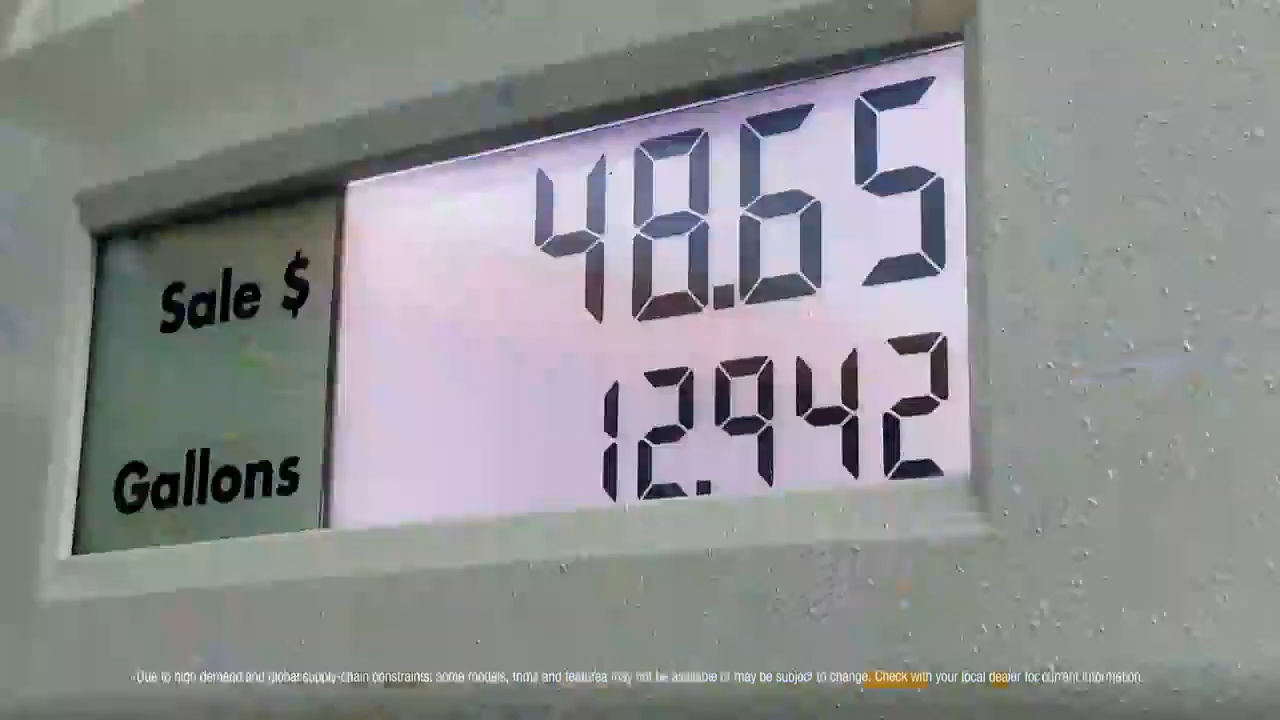 Sale $ 48.65
Gallons 12.942
Due to high demand and global supply-chain constraints, some models, trims and features may not be available or may be subject to change. Check with your local dealer for current information.